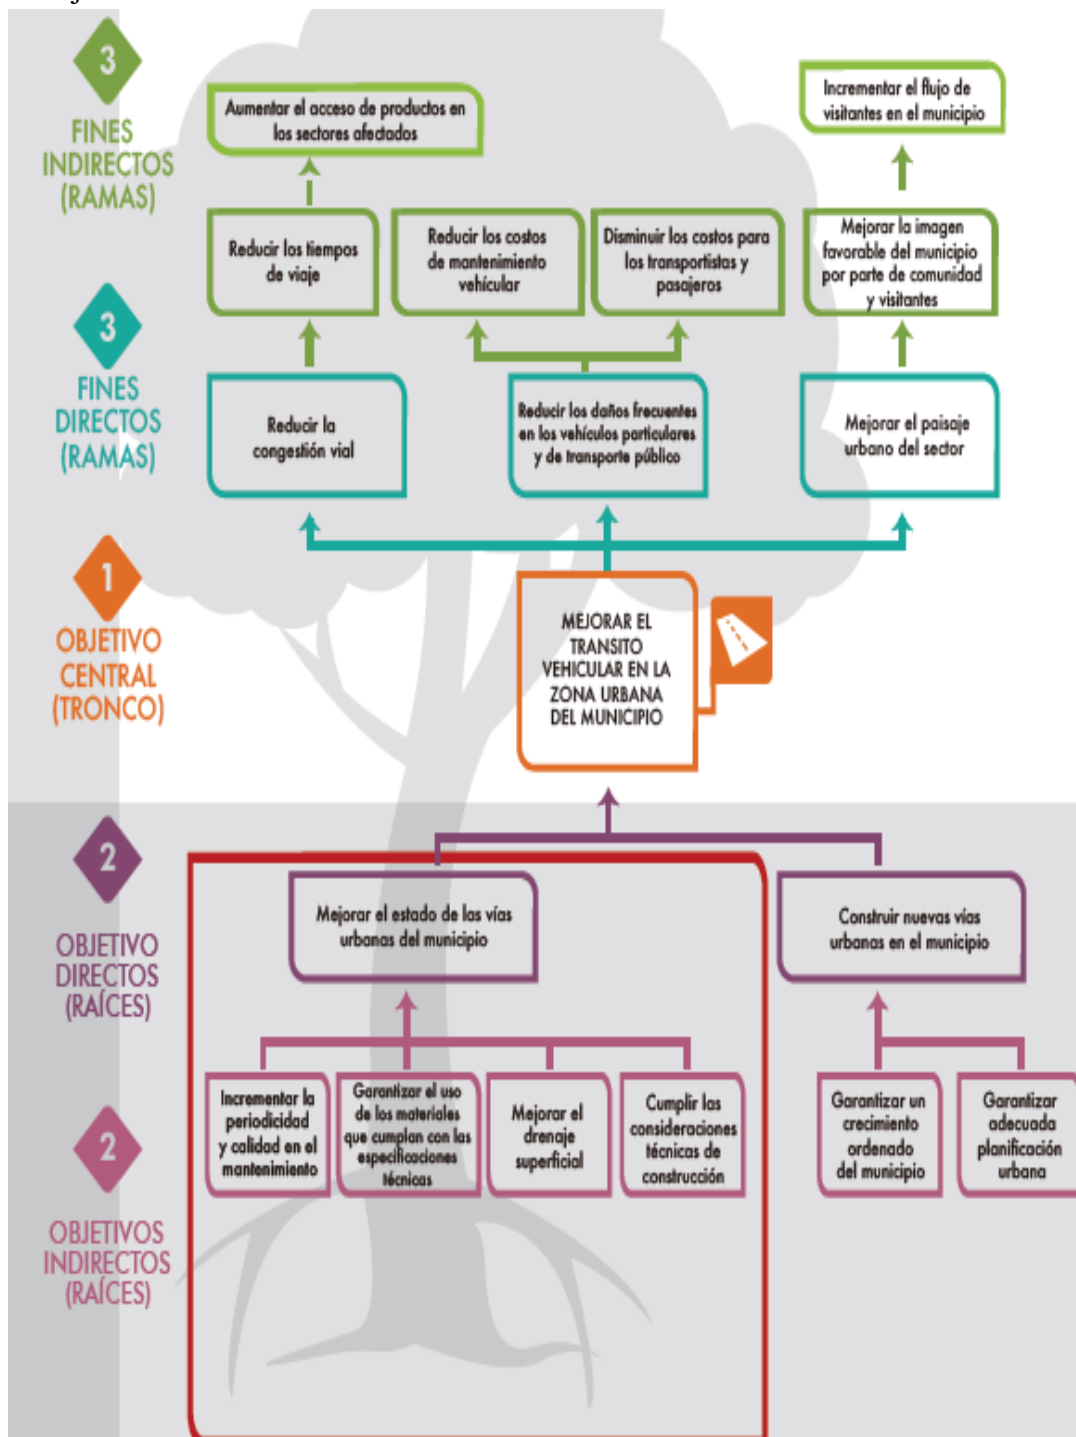 3
FINES
INDIRECTOS
(RAMAS)
Aumentar el acceso de productos en
los sectores afectados
Incrementar el flujo de
visitantes en el municipio
Reducir los tiempos
de viaje
Reducir los costos
de mantenimiento
vehícular
Disminuir los costos para
los transportistas y
pasajeros
Mejorar la imagen
favorable del municipio
por parte de comunidad
y visitantes
3
FINES
DIRECTOS
(RAMAS)
Reducir la
congestión vial
Reducir los daños frecuentes
en los vehículos particulares
y de transporte público
Mejorar el paisaje
urbano del sector
1
OBJETIVO
CENTRAL
(TRONCO)
MEJORAR EL
TRANSITO
VEHICULAR EN LA
ZONA URBANA
DEL MUNICIPIO
2
OBJETIVO
DIRECTOS
(RAÍCES)
Mejorar el estado de las vías
urbanas del municipio
Construir nuevas vías
urbanas en el municipio
2
OBJETIVOS
INDIRECTOS
(RAÍCES)
Incrementar la
periodicidad
y calidad en el
mantenimiento
Garantizar el uso
de los materiales
que cumplan con las
especificaciones
técnicas
Mejorar el
drenaje
superficial
Cumplir las
consideraciones
técnicas de
construcción
Garantizar un
crecimiento
ordenado
del municipio
Garantizar
adecuada
planificación
urbana